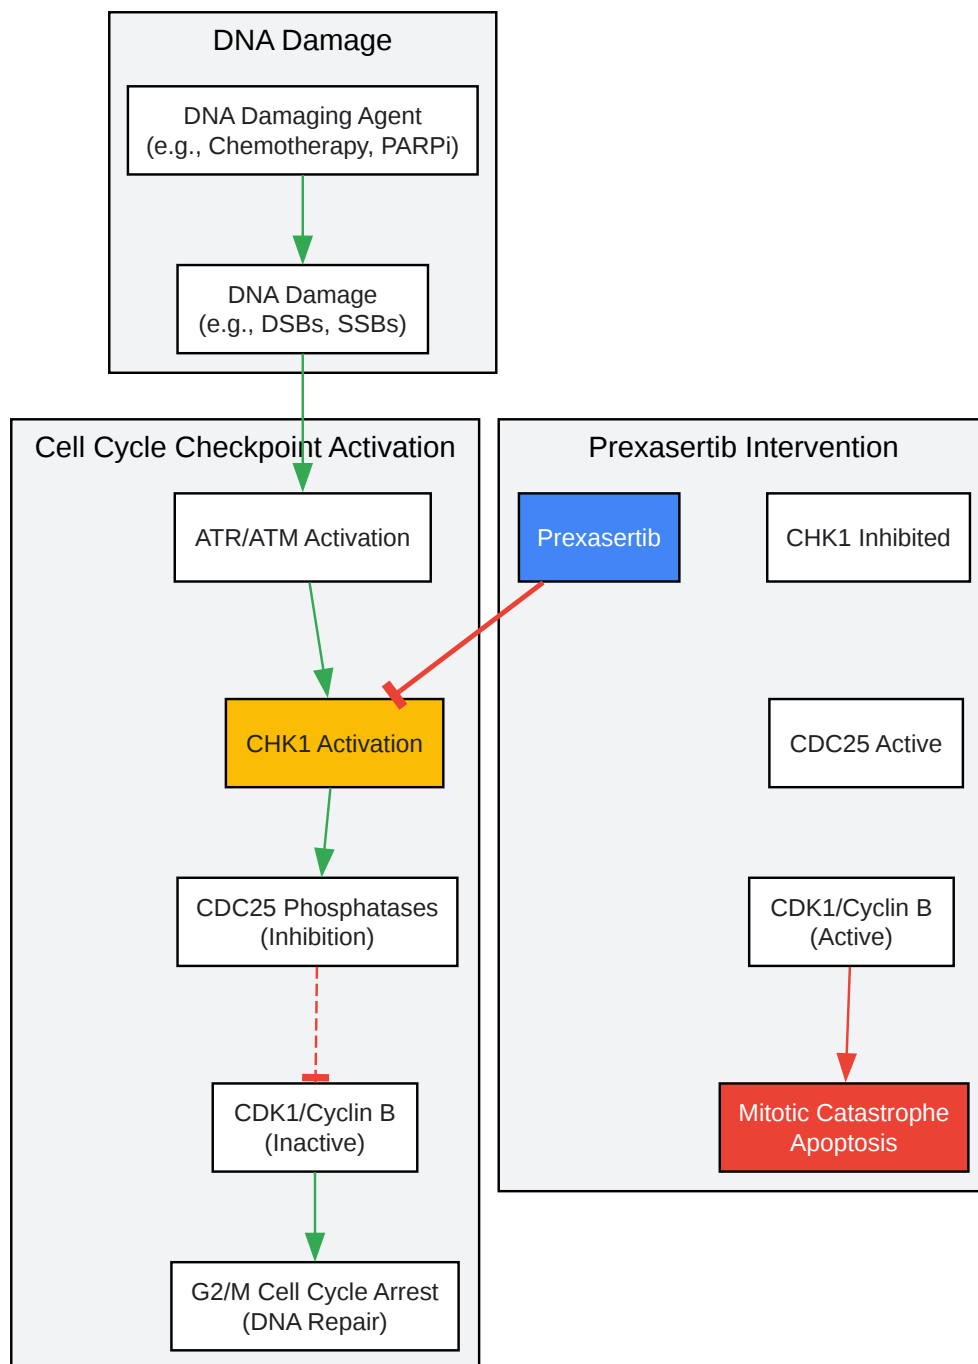 DNA Damage
DNA Damaging Agent
(e.g., Chemotherapy, PARPi)
DNA Damage
(e.g., DSBs, SSBs)
Cell Cycle Checkpoint Activation
ATR/ATM Activation
CHK1 Activation
CDC25 Phosphatases
(Inhibition)
CDK1/Cyclin B
(Inactive)
G2/M Cell Cycle Arrest
(DNA Repair)
Prexasertib Intervention
Prexasertib
CHK1 Inhibited
CDC25 Active
CDK1/Cyclin B
(Active)
Mitotic Catastrophe
Apoptosis